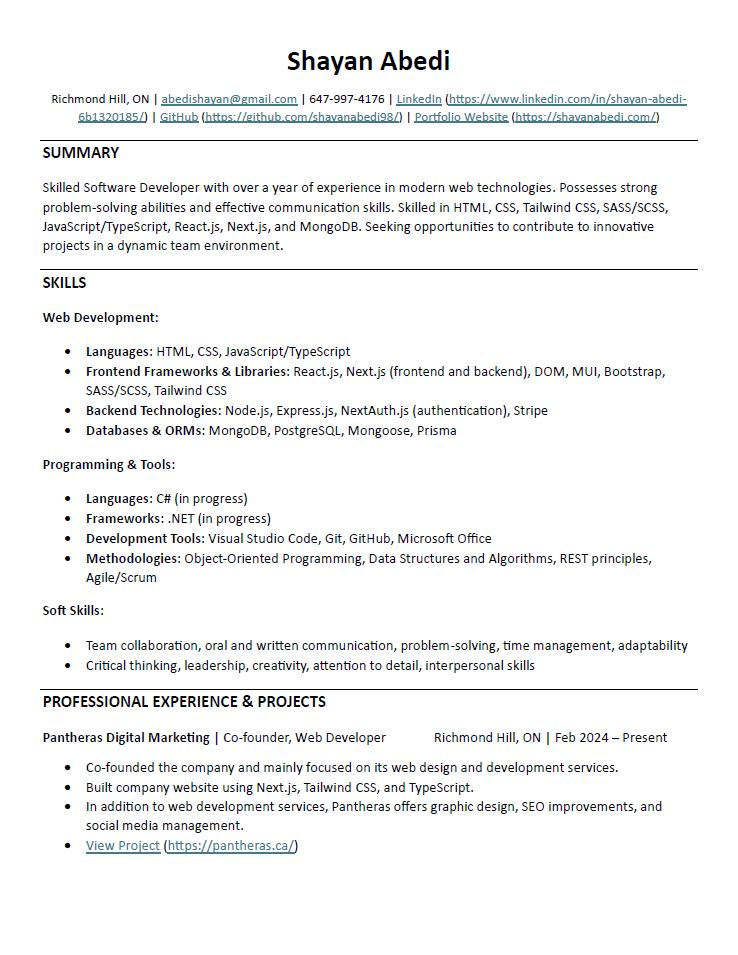 Shayan Abedi
Richmond Hill, ON | abedishayan@gmail.com | 647-997-4176 | LinkedIn (https://www.linkedin.com/in/shayan-abedi-
6b1320185/) | GitHub (https://github.com/shayanabedi98/) | Portfolio Website (https://shayanabedi.com/)
SUMMARY
Skilled Software Developer with over a year of experience in modern web technologies. Possesses strong
problem-solving abilities and effective communication skills. Skilled in HTML, CSS, Tailwind CSS, SASS/SCSS,
JavaScript/TypeScript, React.js, Next.js, and MongoDB. Seeking opportunities to contribute to innovative
projects in a dynamic team environment.
SKILLS
Web Development:
• Languages: HTML, CSS, JavaScript/TypeScript
• Frontend Frameworks & Libraries: React.js, Next.js (frontend and backend), DOM, MUI, Bootstrap,
SASS/SCSS, Tailwind CSS
• Backend Technologies: Node.js, Express.js, NextAuth.js (authentication), Stripe
• Databases & ORMs: MongoDB, PostgreSQL, Mongoose, Prisma
Programming & Tools:
• Languages: C# (in progress)
• Frameworks: .NET (in progress)
• Development Tools: Visual Studio Code, Git, GitHub, Microsoft Office
• Methodologies: Object-Oriented Programming, Data Structures and Algorithms, REST principles,
Agile/Scrum
Soft Skills:
• Team collaboration, oral and written communication, problem-solving, time management, adaptability
• Critical thinking, leadership, creativity, attention to detail, interpersonal skills
PROFESSIONAL EXPERIENCE & PROJECTS
Pantheras Digital Marketing | Co-founder, Web Developer Richmond Hill, ON | Feb 2024 – Present
• Co-founded the company and mainly focused on its web design and development services.
• Built company website using Next.js, Tailwind CSS, and TypeScript.
• In addition to web development services, Pantheras offers graphic design, SEO improvements, and
social media management.
• View Project (https://pantheras.ca/)